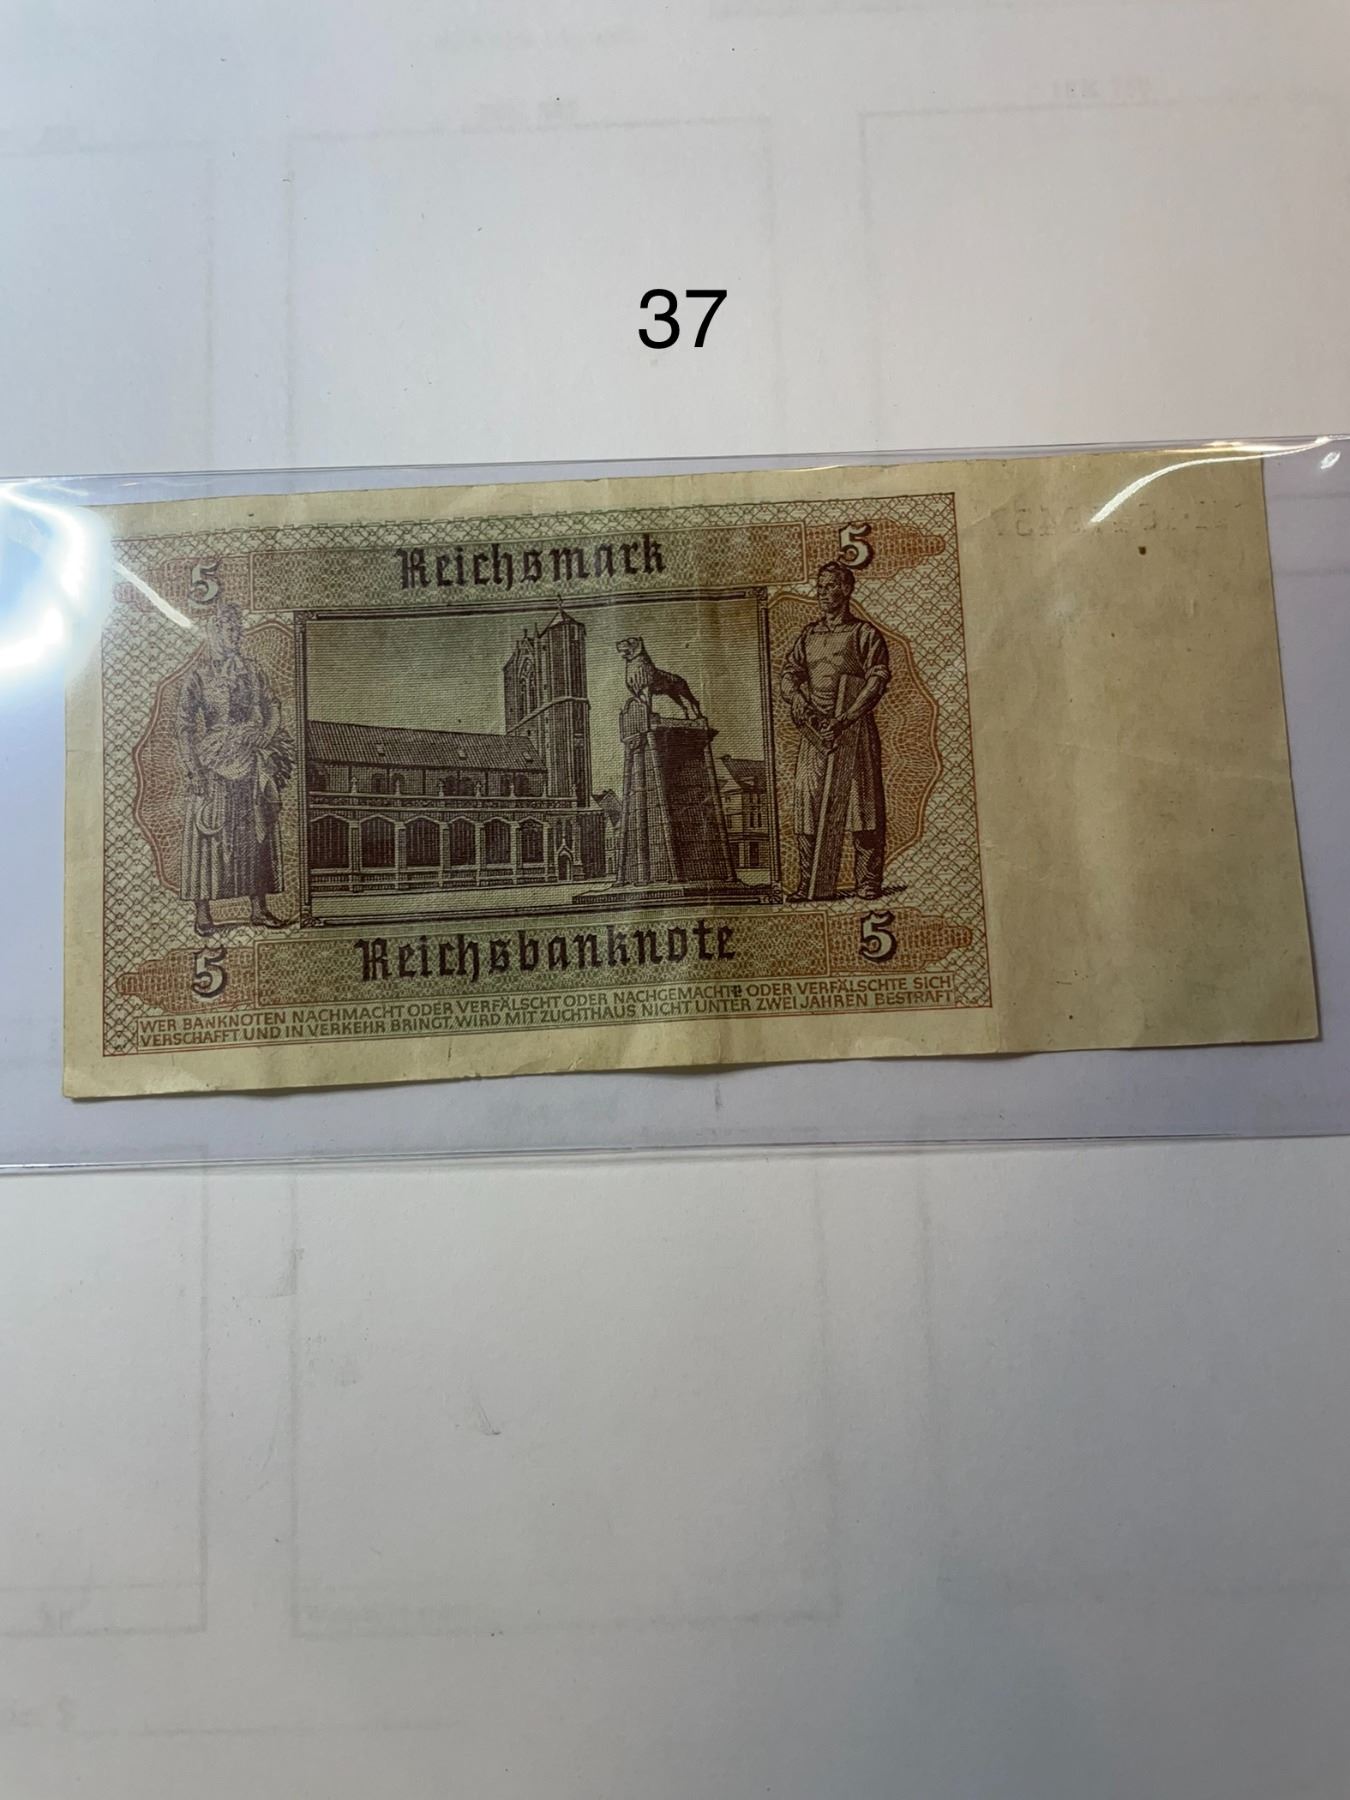 37
5 Reichsmark 5
5 Reichsbanknote 5
WER BANKNOTEN NACHMACHT ODER VERFÄLSCHT ODER NACHGEMACHTE ODER VERFÄLSCHTE SICH
VERSCHAFFT UND IN VERKEHR BRINGT, WIRD MIT ZUCHTHAUS NICHT UNTER ZWEI JAHREN BESTRAFT